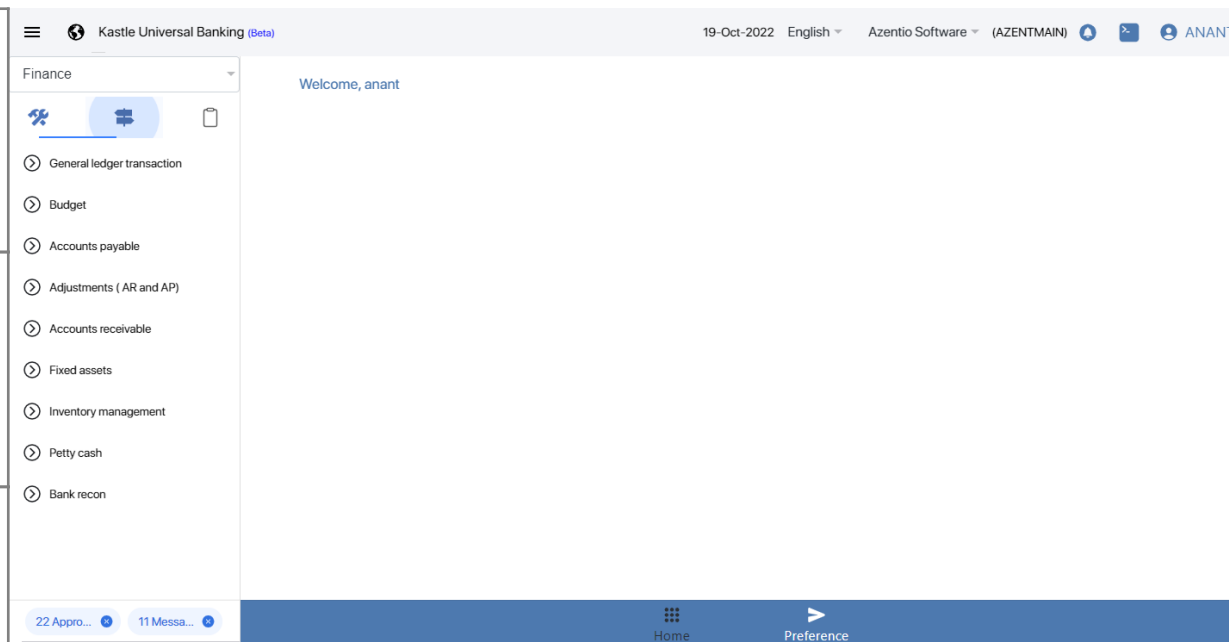 Kastle Universal Banking (Beta) 19-Oct-2022 English Azentio Software (AZENTMAIN) ANANT
Finance
Welcome, anant
General ledger transaction
Budget
Accounts payable
Adjustments ( AR and AP)
Accounts receivable
Fixed assets
Inventory management
Petty cash
Bank recon
22 Appro... 11 Messa...
Home Preference